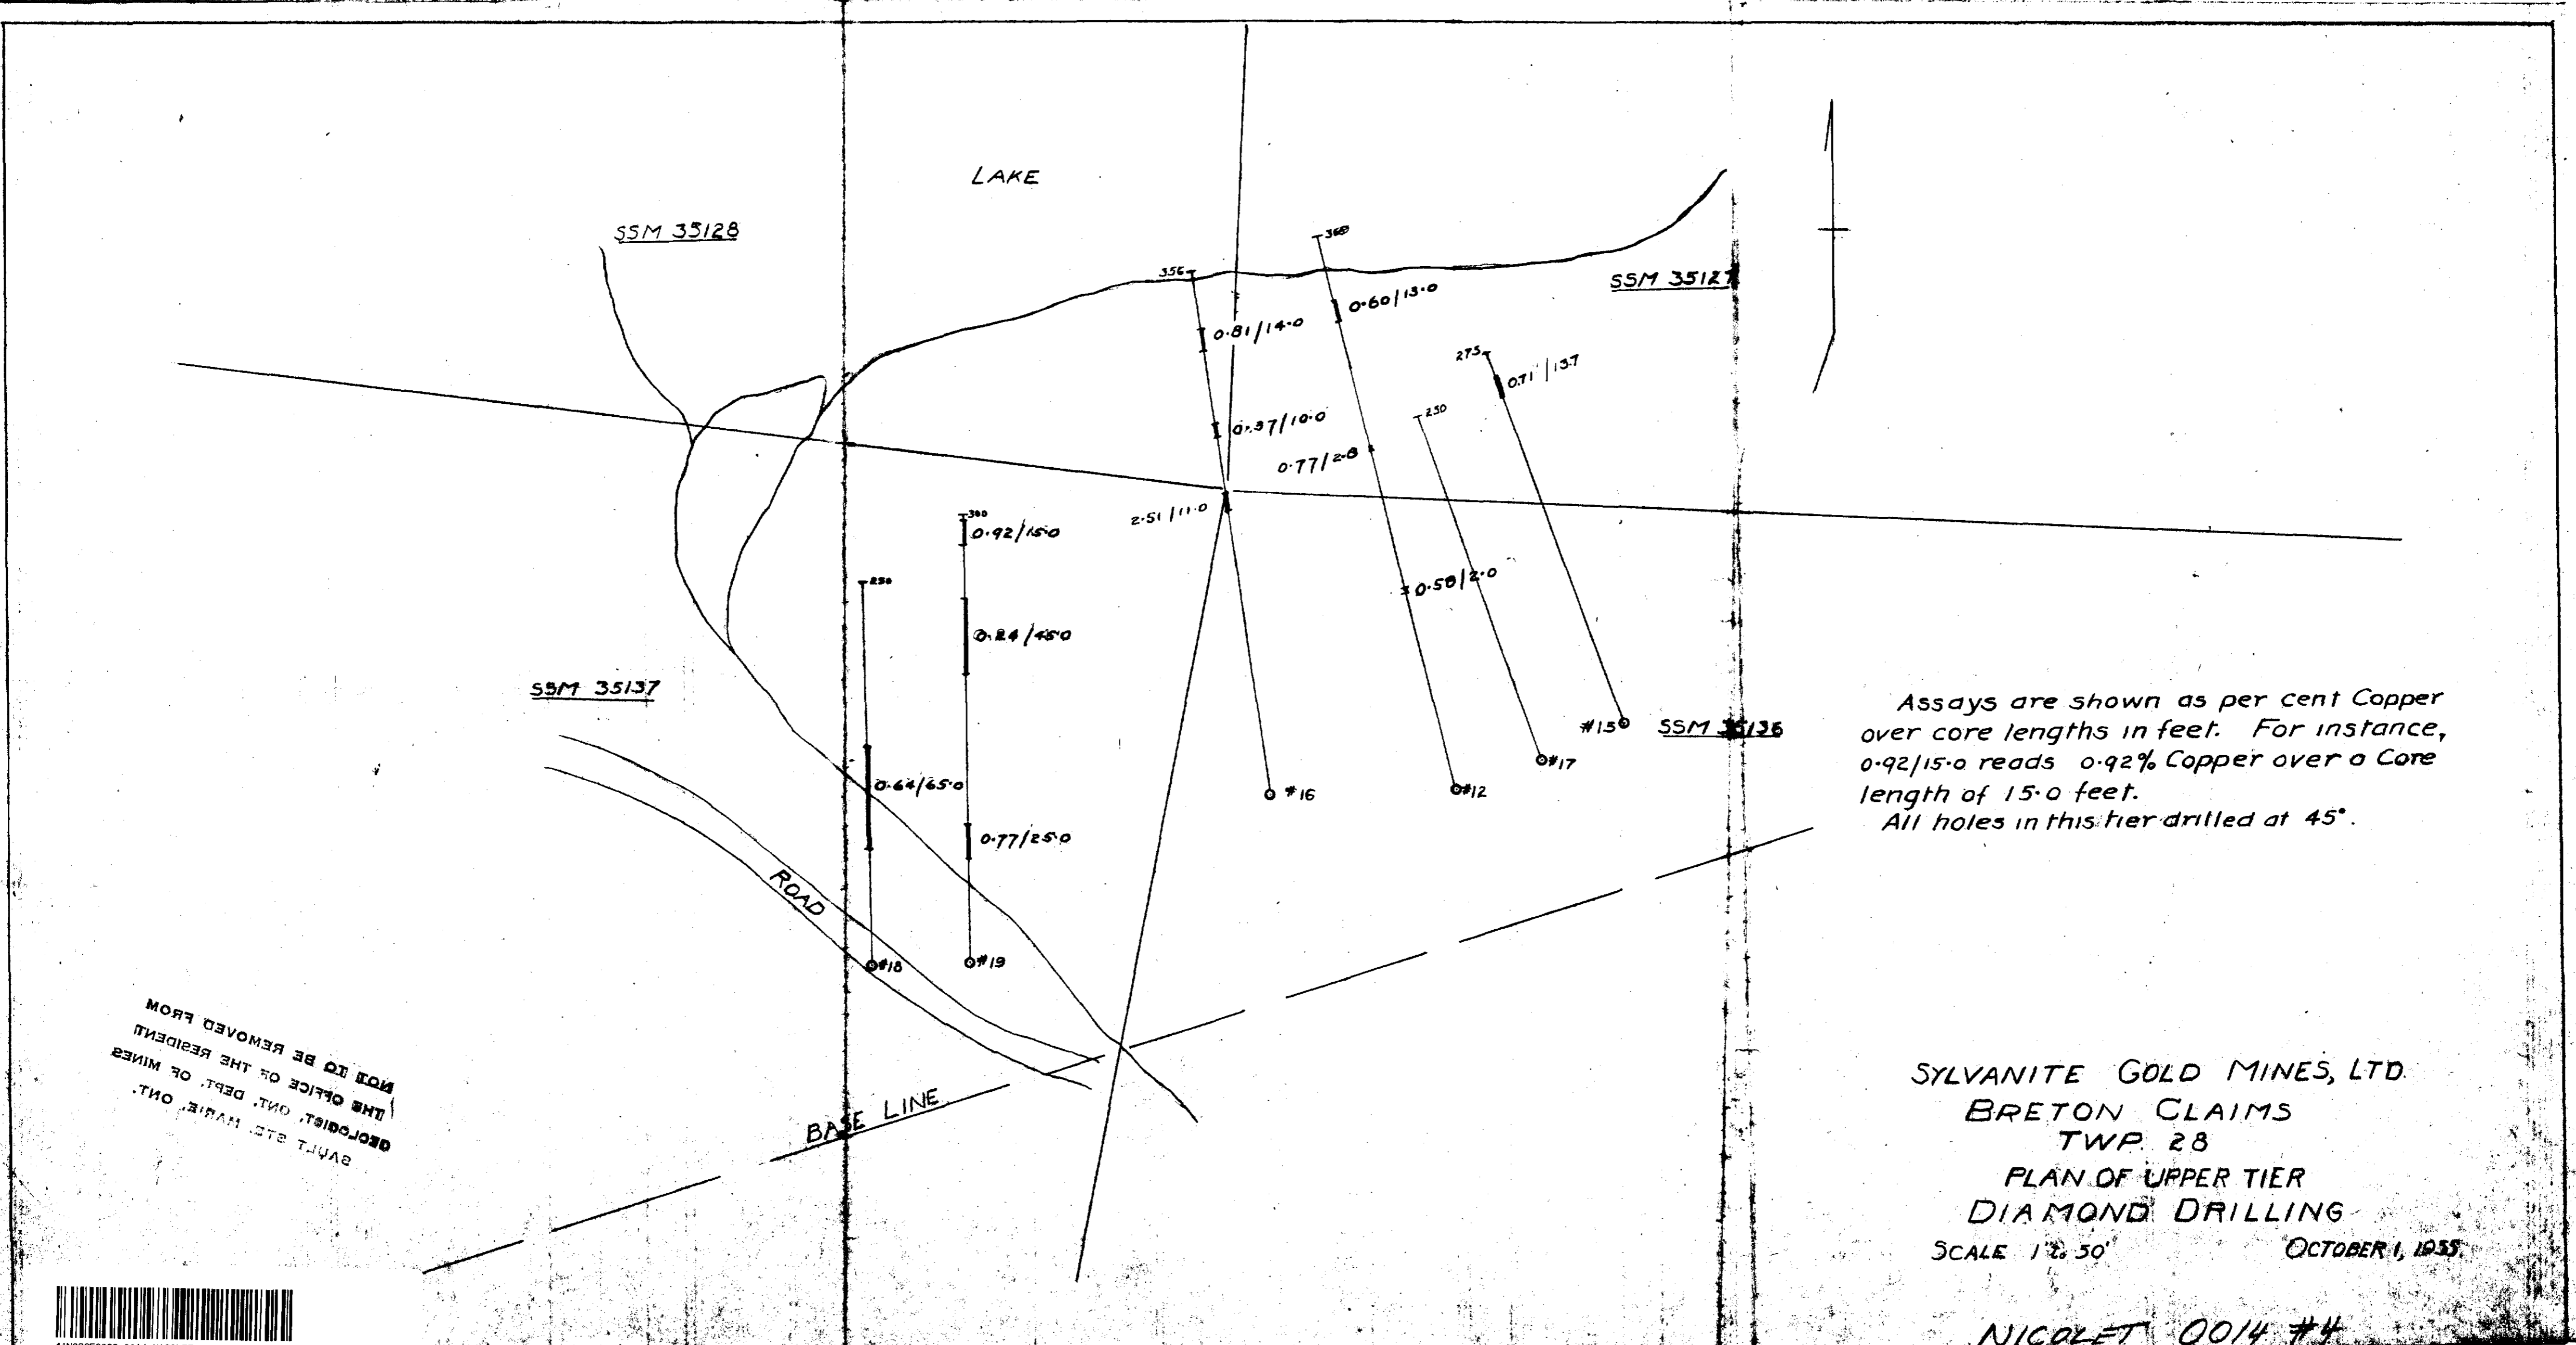 LAKE
SSM 35128
356
0.81/14.0
0.60/13.0
SSM 35127
275
0.71/13.7
250
0.37/10.0
0.77/2.8
2.51/11.0
300
0.92/15.0
250
0.58/2.0
0.24/45.0
SSM 35137
#15
SSM 35136
#17
0.64/65.0
#16
#12
0.77/25.0
ROAD
#18
#19
BASE LINE
Assays are shown as per cent Copper
over core lengths in feet. For instance,
0.92/15.0 reads 0.92% Copper over a Core
length of 15.0 feet.
All holes in this tier drilled at 45°.
NOT TO BE REMOVED FROM
THE OFFICE OF THE RESIDENT
GEOLOGIST, ONT. DEPT. OF MINES
SAULT STE. MARIE, ONT.
SYLVANITE GOLD MINES, LTD.
BRETON CLAIMS
TWP. 28
PLAN OF UPPER TIER
DIAMOND DRILLING
SCALE 1" to 50' OCTOBER 1, 1955.
NICOLET 0014 #4